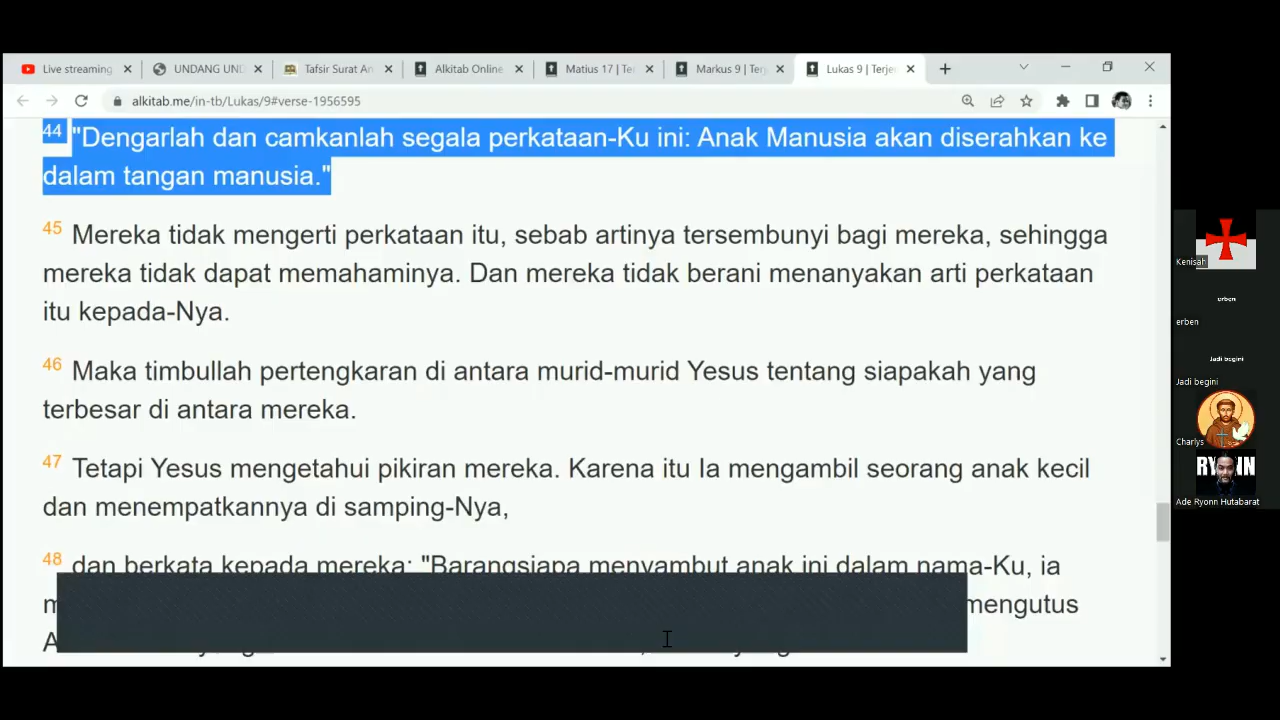 Live streaming
UNDANG UND
Tafsir Surat An
Alkitab Online
Matius 17 | Te
Markus 9 | Terj
Lukas 9 | Terje
alkitab.me/in-tb/Lukas/9#verse-1956595
44 "Dengarlah dan camkanlah segala perkataan-Ku ini: Anak Manusia akan diserahkan ke
dalam tangan manusia."
45 Mereka tidak mengerti perkataan itu, sebab artinya tersembunyi bagi mereka, sehingga
mereka tidak dapat memahaminya. Dan mereka tidak berani menanyakan arti perkataan
itu kepada-Nya.
46 Maka timbullah pertengkaran di antara murid-murid Yesus tentang siapakah yang
terbesar di antara mereka.
47 Tetapi Yesus mengetahui pikiran mereka. Karena itu Ia mengambil seorang anak kecil
dan menempatkannya di samping-Nya,
48 dan berkata kepada mereka: "Barangsiapa menyambut anak ini dalam nama-Ku, ia
mengutus
Kenisah
erben
erben
Jadi begini
Jadi begini
Charlys
RYONN
Ade Ryonn Hutabarat